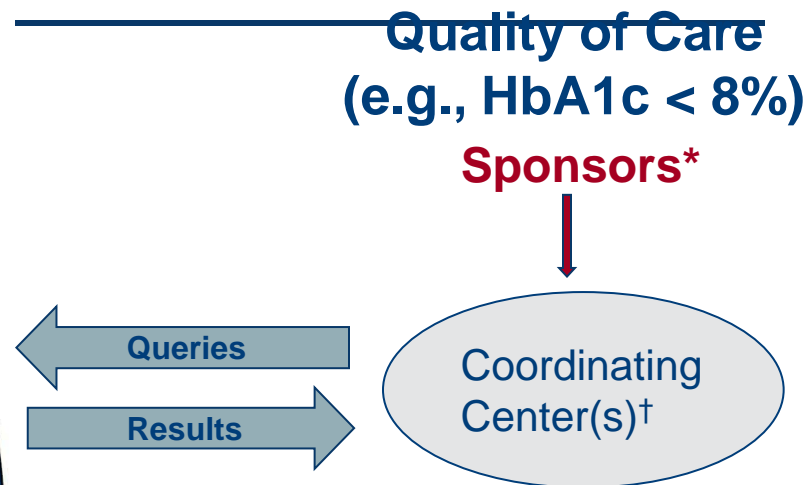 Quality of Care
(e.g., HbA1c < 8%)
Sponsors*
Queries
Results
Coordinating
Center(s)†